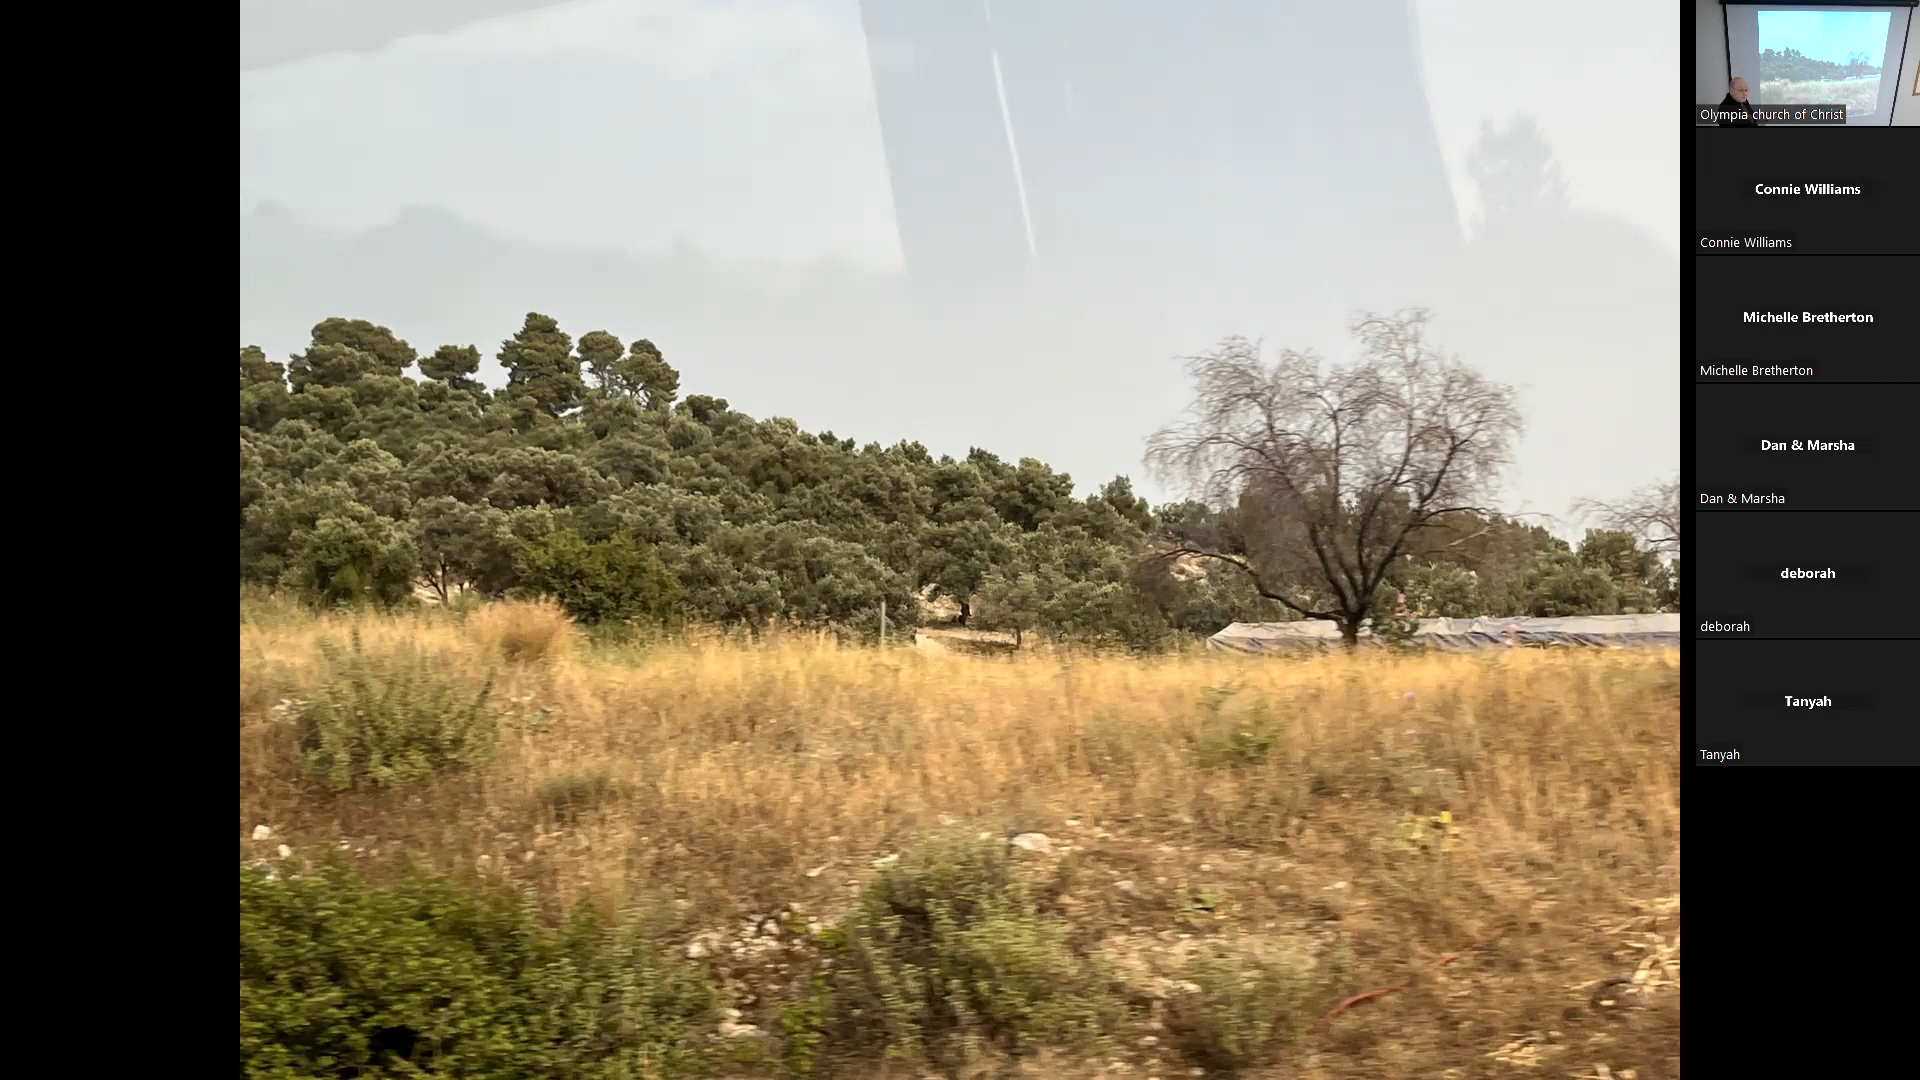 Olympia church of Christ
Connie Williams
Connie Williams
Michelle Bretherton
Michelle Bretherton
Dan & Marsha
Dan & Marsha
deborah
deborah
Tanyah
Tanyah